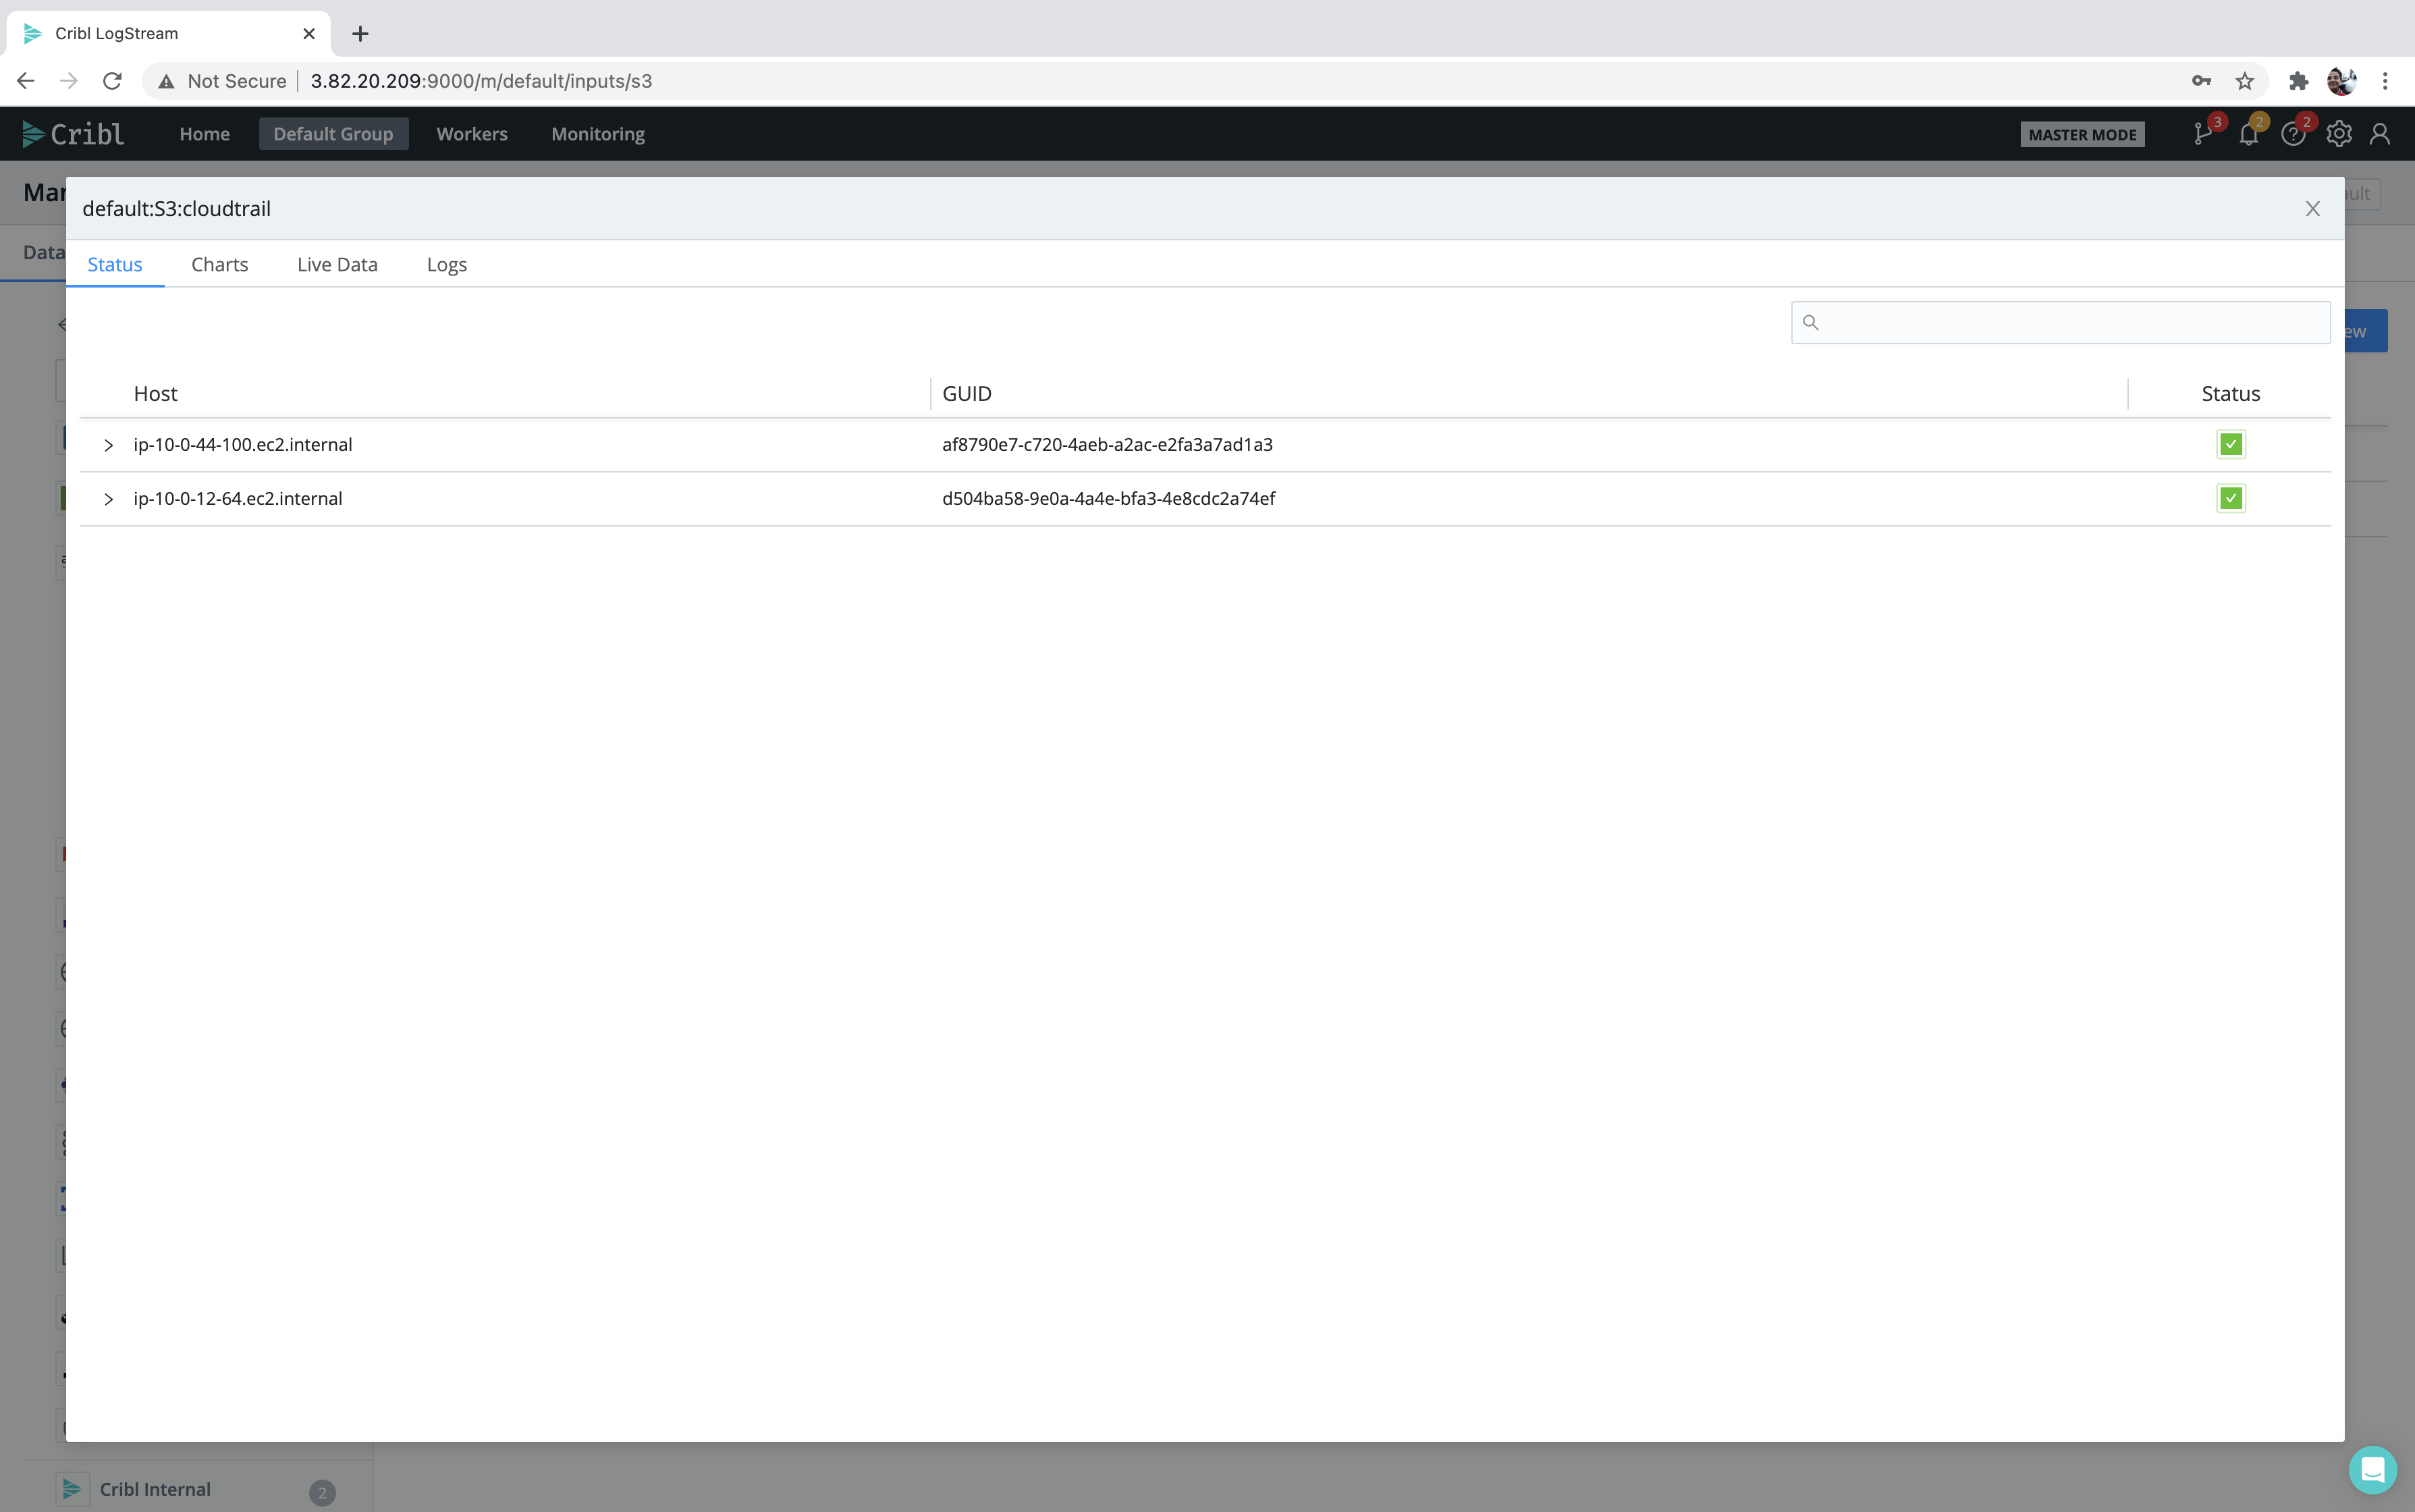 Cribl LogStream
Not Secure 3.82.20.209:9000/m/default/inputs/s3
Cribl Home Default Group Workers Monitoring MASTER MODE 3 2 2
default:S3:cloudtrail
Data
Status Charts Live Data Logs
Host GUID Status
ip-10-0-44-100.ec2.internal af8790e7-c720-4aeb-a2ac-e2fa3a7ad1a3
ip-10-0-12-64.ec2.internal d504ba58-9e0a-4a4e-bfa3-4e8cdc2a74ef
Cribl Internal 2